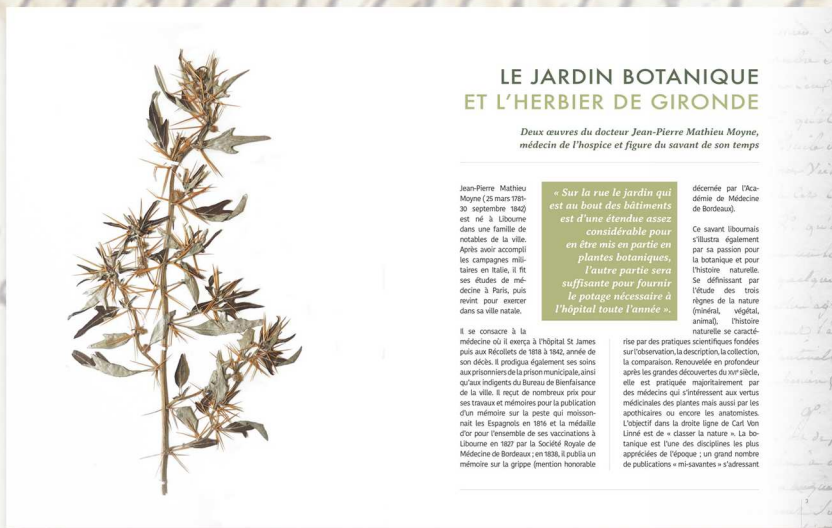 LE JARDIN BOTANIQUE
ET L'HERBIER DE GIRONDE
Deux œuvres du docteur Jean-Pierre Mathieu Moyne,
médecin de l'hospice et figure du savant de son temps
Jean-Pierre Mathieu
Moyne ( 25 mars 1781-
30 septembre 1842)
est né à Libourne
dans une famille de
notables de la ville.
Après avoir accompli
les campagnes mili-
taires en Italie, il fit
ses études de mé-
decine à Paris, puis
revint pour exercer
dans sa ville natale.
Il se consacre à la
médecine où il exerça à l'hôpital St James
puis aux Récollets de 1818 à 1842, année de
son décès. Il prodigua également ses soins
aux prisonniers de la prison municipale, ainsi
qu'aux indigents du Bureau de Bienfaisance
de la ville. Il reçut de nombreux prix pour
ses travaux et mémoires pour la publication
d'un mémoire sur la peste qui moisson-
nait les Espagnols en 1816 et la médaille
d'or pour l'ensemble de ses vaccinations à
Libourne en 1827 par la Société Royale de
Médecine de Bordeaux ; en 1838, il publia un
mémoire sur la grippe (mention honorable
« Sur la rue le jardin qui
est au bout des bâtiments
est d'une étendue assez
considérable pour
en être mis en partie en
plantes botaniques,
l'autre partie sera
suffisante pour fournir
le potage nécessaire à
l'hôpital toute l'année ».
décernée par l'Aca-
démie de Médecine
de Bordeaux).
Ce savant libournais
s'illustra également
par sa passion pour
la botanique et pour
l'histoire naturelle.
Se définissant par
l'étude des trois
règnes de la nature
(minéral, végétal,
animal), l'histoire
naturelle se caracté-
rise par des pratiques scientifiques fondées
sur l'observation, la description, la collection,
la comparaison. Renouvelée en profondeur
après les grandes découvertes du XVIe siècle,
elle est pratiquée majoritairement par
des médecins qui s'intéressent aux vertus
médicinales des plantes mais aussi par les
apothicaires ou encore les anatomistes.
L'objectif dans la droite ligne de Carl Von
Linné est de « classer la nature ». La bo-
tanique est l'une des disciplines les plus
appréciées de l'époque ; un grand nombre
de publications « mi-savantes » s'adressant
3